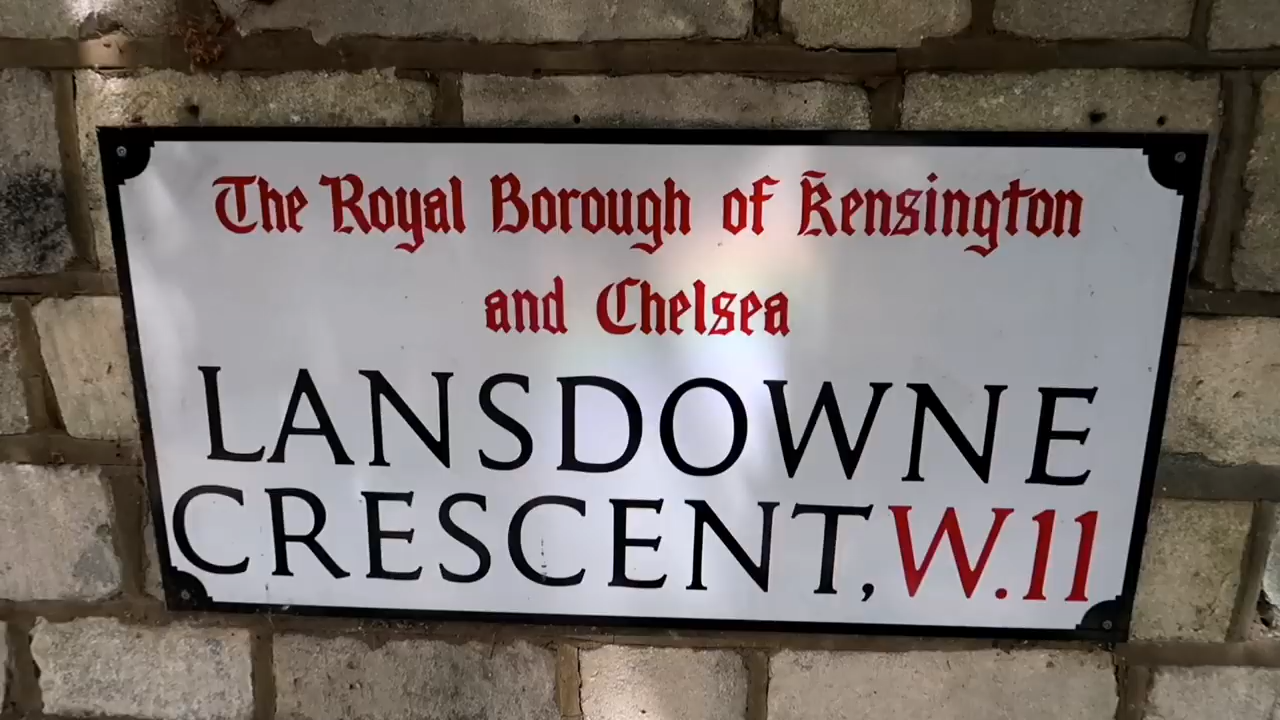 The Royal Borough of Kensington
and Chelsea
LANSDOWNE
CRESCENT, W.11